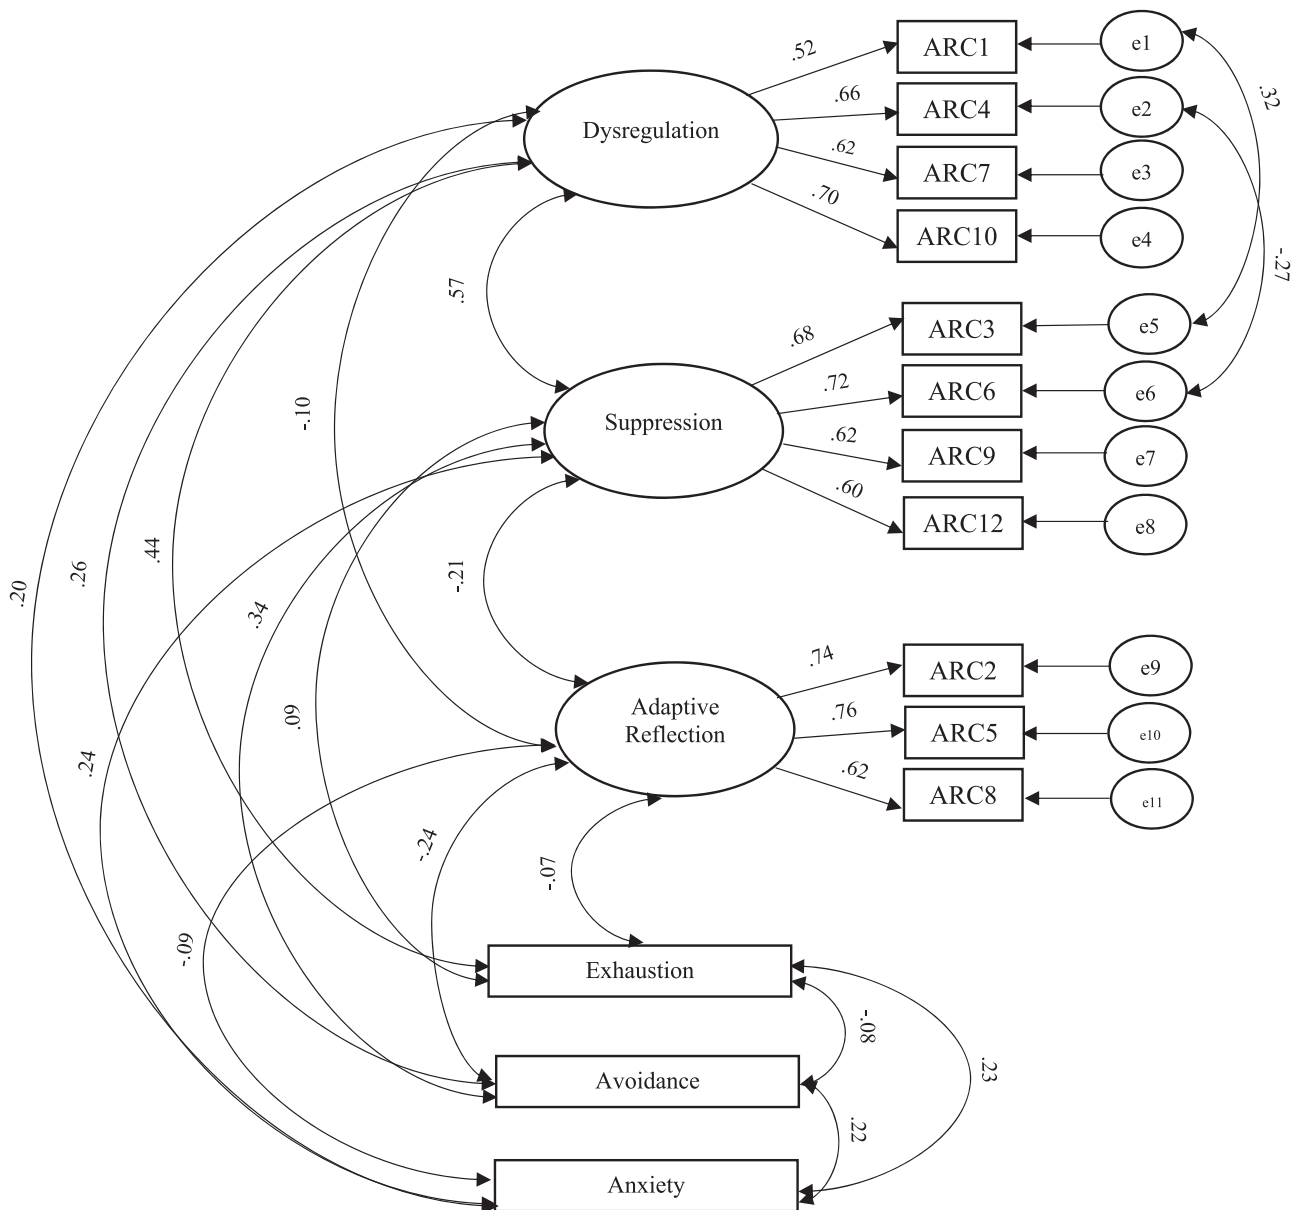 .52
ARC1
e1
.32
Dysregulation
.66
ARC4
e2
.62
ARC7
e3
.70
ARC10
e4
-.27
.57
.68
ARC3
e5
-.10
Suppression
.72
ARC6
e6
.62
ARC9
e7
.60
ARC12
e8
.20
.26
.44
.34
-.21
.09
.24
Adaptive
Reflection
.74
ARC2
e9
.76
ARC5
e10
.62
ARC8
e11
-.24
-.07
-.09
Exhaustion
-.08
.23
Avoidance
.22
Anxiety